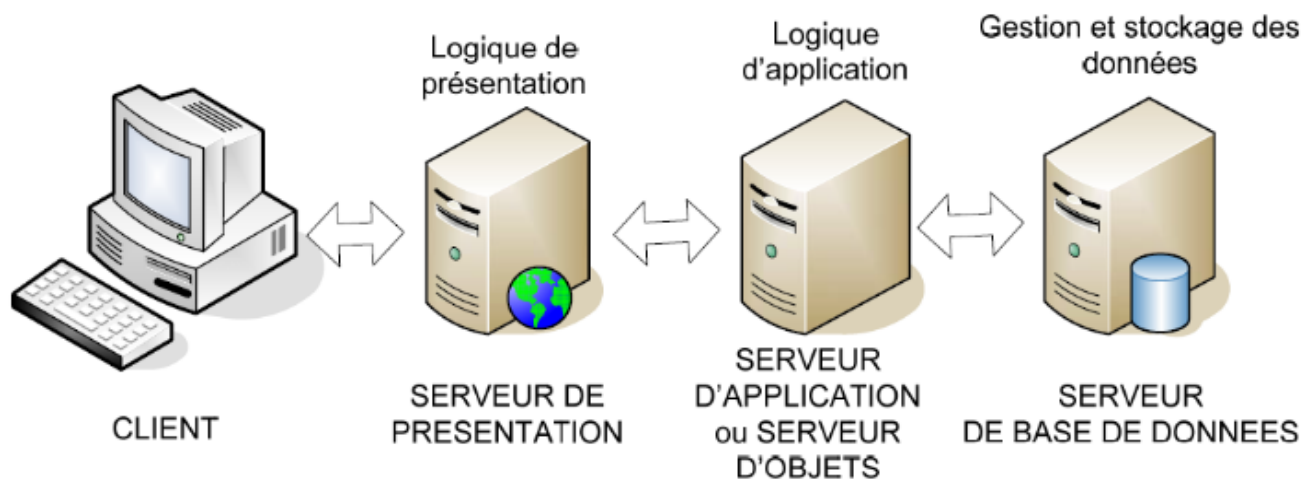 Logique de
présentation
Logique
d'application
Gestion et stockage des
données
CLIENT
SERVEUR DE
PRESENTATION
SERVEUR
D'APPLICATION
ou SERVEUR
D'OBJETS
SERVEUR
DE BASE DE DONNEES